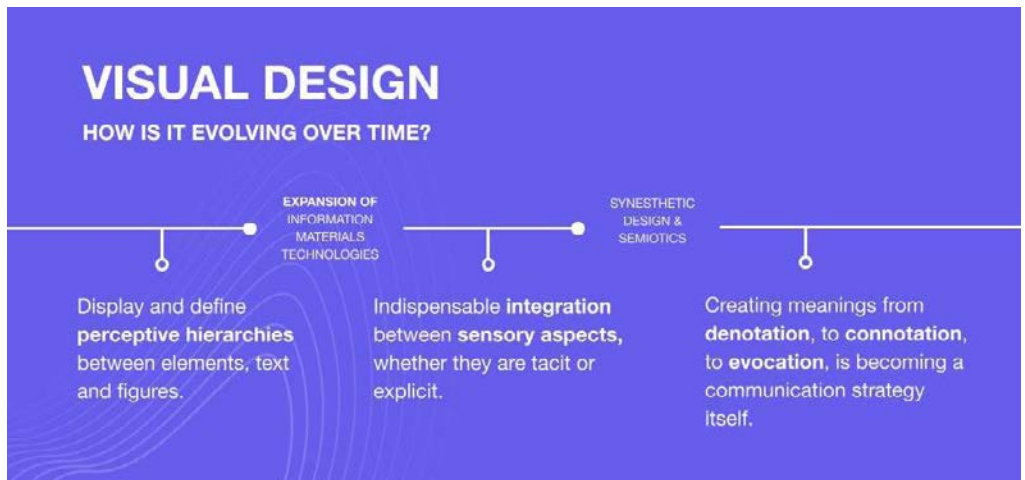 VISUAL DESIGN
HOW IS IT EVOLVING OVER TIME?
EXPANSION OF
INFORMATION
MATERIALS
TECHNOLOGIES
SYNESTHETIC
DESIGN &
SEMIOTICS
Display and define
perceptive hierarchies
between elements, text
and figures.
Indispensable integration
between sensory aspects,
whether they are tacit or
explicit.
Creating meanings from
denotation, to connotation,
to evocation, is becoming a
communication strategy
itself.